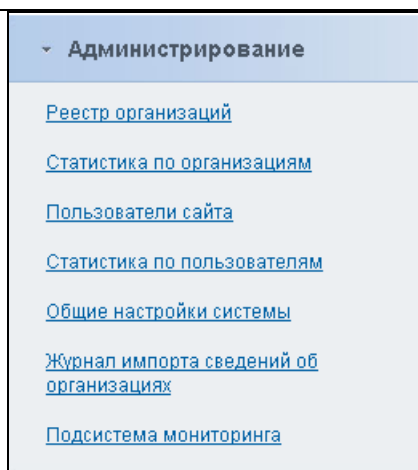 Администрирование
Реестр организаций
Статистика по организациям
Пользователи сайта
Статистика по пользователям
Общие настройки системы
Журнал импорта сведений об
организациях
Подсистема мониторинга